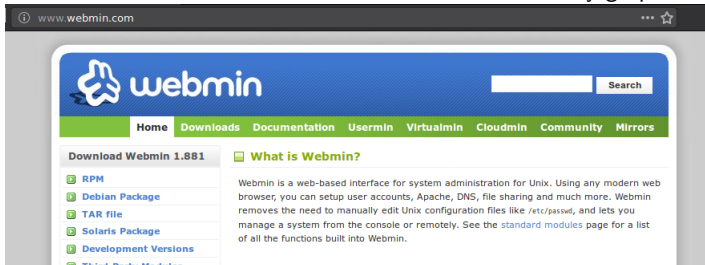 www.webmin.com
webmin
Search
Home Downloads Documentation Usermin Virtualmin Cloudmin Community Mirrors
Download Webmin 1.881
RPM
Debian Package
TAR file
Solaris Package
Development Versions
What is Webmin?
Webmin is a web-based interface for system administration for Unix. Using any modern web
browser, you can setup user accounts, Apache, DNS, file sharing and much more. Webmin
removes the need to manually edit Unix configuration files like /etc/passwd, and lets you
manage a system from the console or remotely. See the standard modules page for a list
of all the functions built into Webmin.